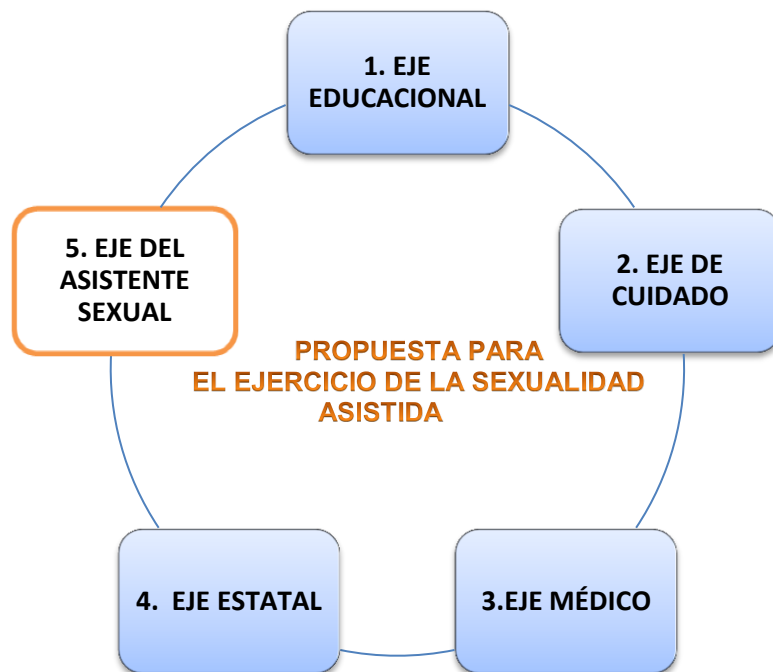 1. EJE
EDUCACIONAL
2. EJE DE
CUIDADO
3.EJE MÉDICO
4. EJE ESTATAL
5. EJE DEL
ASISTENTE
SEXUAL
PROPUESTA PARA
EL EJERCICIO DE LA SEXUALIDAD
ASISTIDA